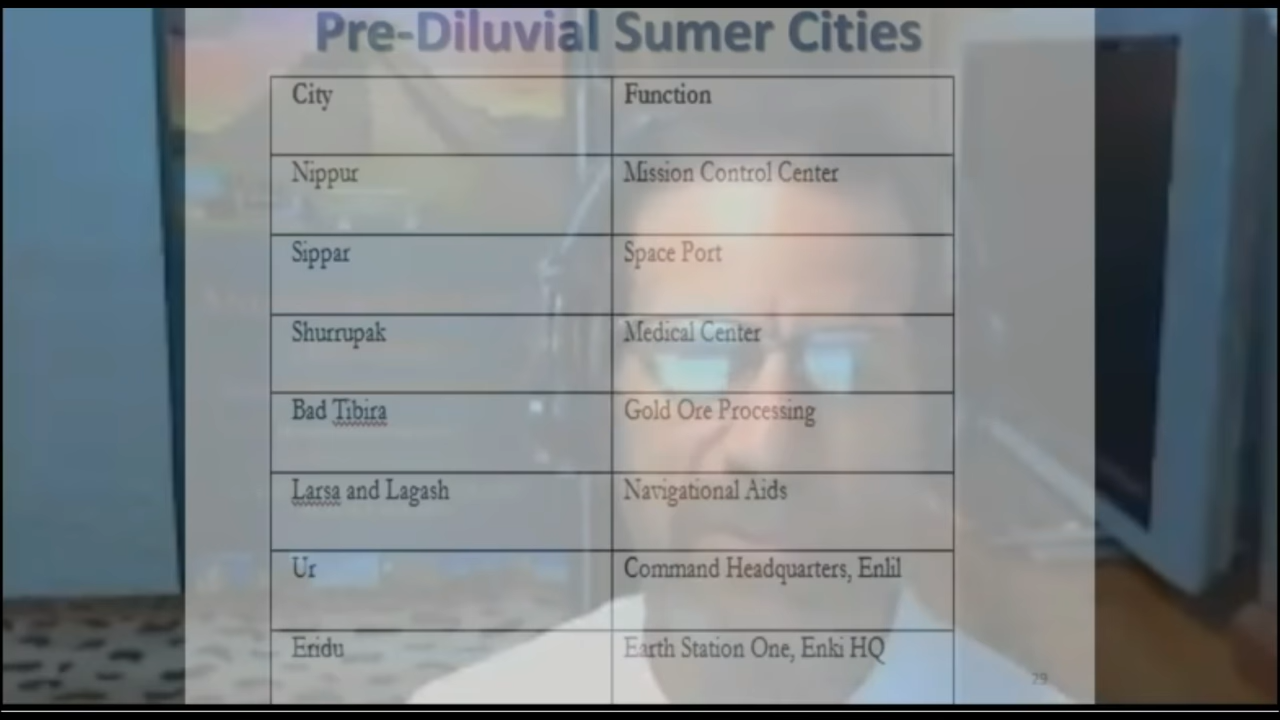 Pre-Diluvial Sumer Cities
City Function
Nippur Mission Control Center
Sippar Space Port
Shurrupak Medical Center
Bad Tibira Gold Ore Processing
Larsa and Lagash Navigational Aids
Ur Command Headquarters, Enlil
Eridu Earth Station One, Enki HQ
29